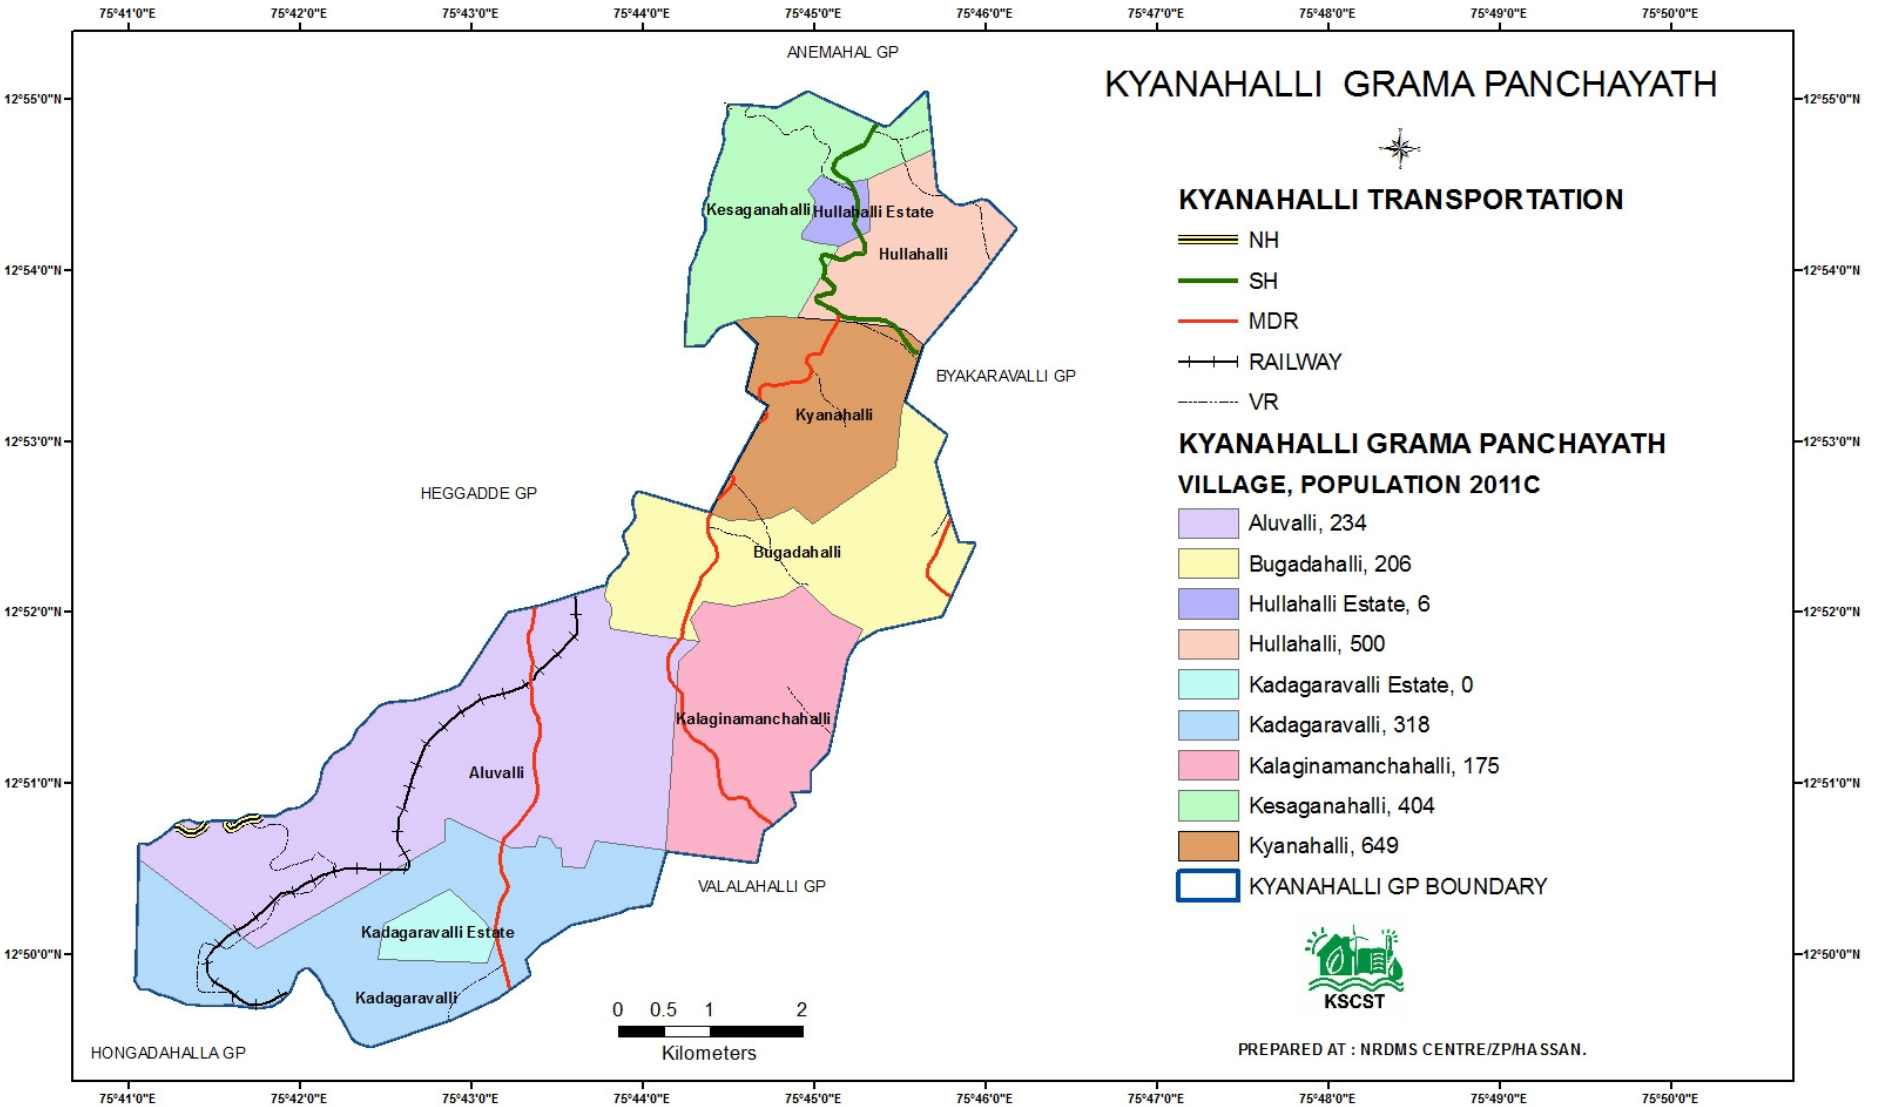 75°41'0"E 75°42'0"E 75°43'0"E 75°44'0"E 75°45'0"E 75°46'0"E 75°47'0"E 75°48'0"E 75°49'0"E 75°50'0"E
ANEMAHAL GP
KYANAHALLI GRAMA PANCHAYATH
12°55'0"N
12°55'0"N
KYANAHALLI TRANSPORTATION
NH
SH
MDR
RAILWAY
VR
Kesaganahalli
Hullahalli Estate
Hullahalli
12°54'0"N
12°54'0"N
BYAKARAVALLI GP
Kyanahalli
12°53'0"N
12°53'0"N
KYANAHALLI GRAMA PANCHAYATH
VILLAGE, POPULATION 2011C
Aluvalli, 234
Bugadahalli, 206
Hullahalli Estate, 6
Hullahalli, 500
Kadagaravalli Estate, 0
Kadagaravalli, 318
Kalaginamanchahalli, 175
Kesaganahalli, 404
Kyanahalli, 649
KYANAHALLI GP BOUNDARY
HEGGADDE GP
Bugadahalli
12°52'0"N
12°52'0"N
Kalaginamanchahalli
Aluvalli
12°51'0"N
12°51'0"N
VALALAHALLI GP
Kadagaravalli Estate
12°50'0"N
12°50'0"N
Kadagaravalli
KSCST
0 0.5 1 2
Kilometers
HONGADAHALLA GP
PREPARED AT : NRDMS CENTRE/ZP/HASSAN.
75°41'0"E 75°42'0"E 75°43'0"E 75°44'0"E 75°45'0"E 75°46'0"E 75°47'0"E 75°48'0"E 75°49'0"E 75°50'0"E